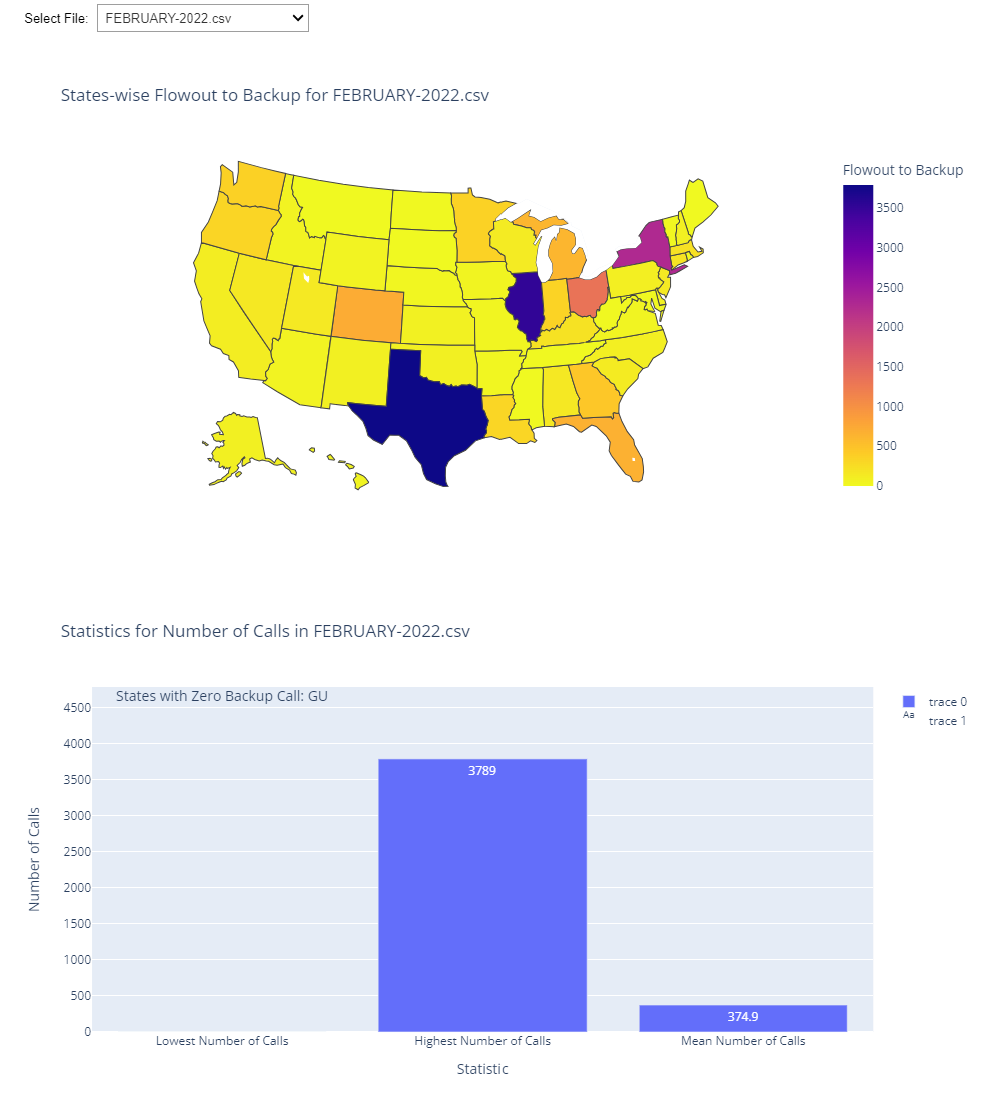 Select File: FEBRUARY-2022.csv
States-wise Flowout to Backup for FEBRUARY-2022.csv
Flowout to Backup
3500
3000
2500
2000
1500
1000
500
0
Statistics for Number of Calls in FEBRUARY-2022.csv
States with Zero Backup Call: GU
4500
4000
3500
3000
2500
2000
1500
1000
500
0
Number of Calls
3789
374.9
Lowest Number of Calls
Highest Number of Calls
Mean Number of Calls
Statistic
trace 0
Aa trace 1